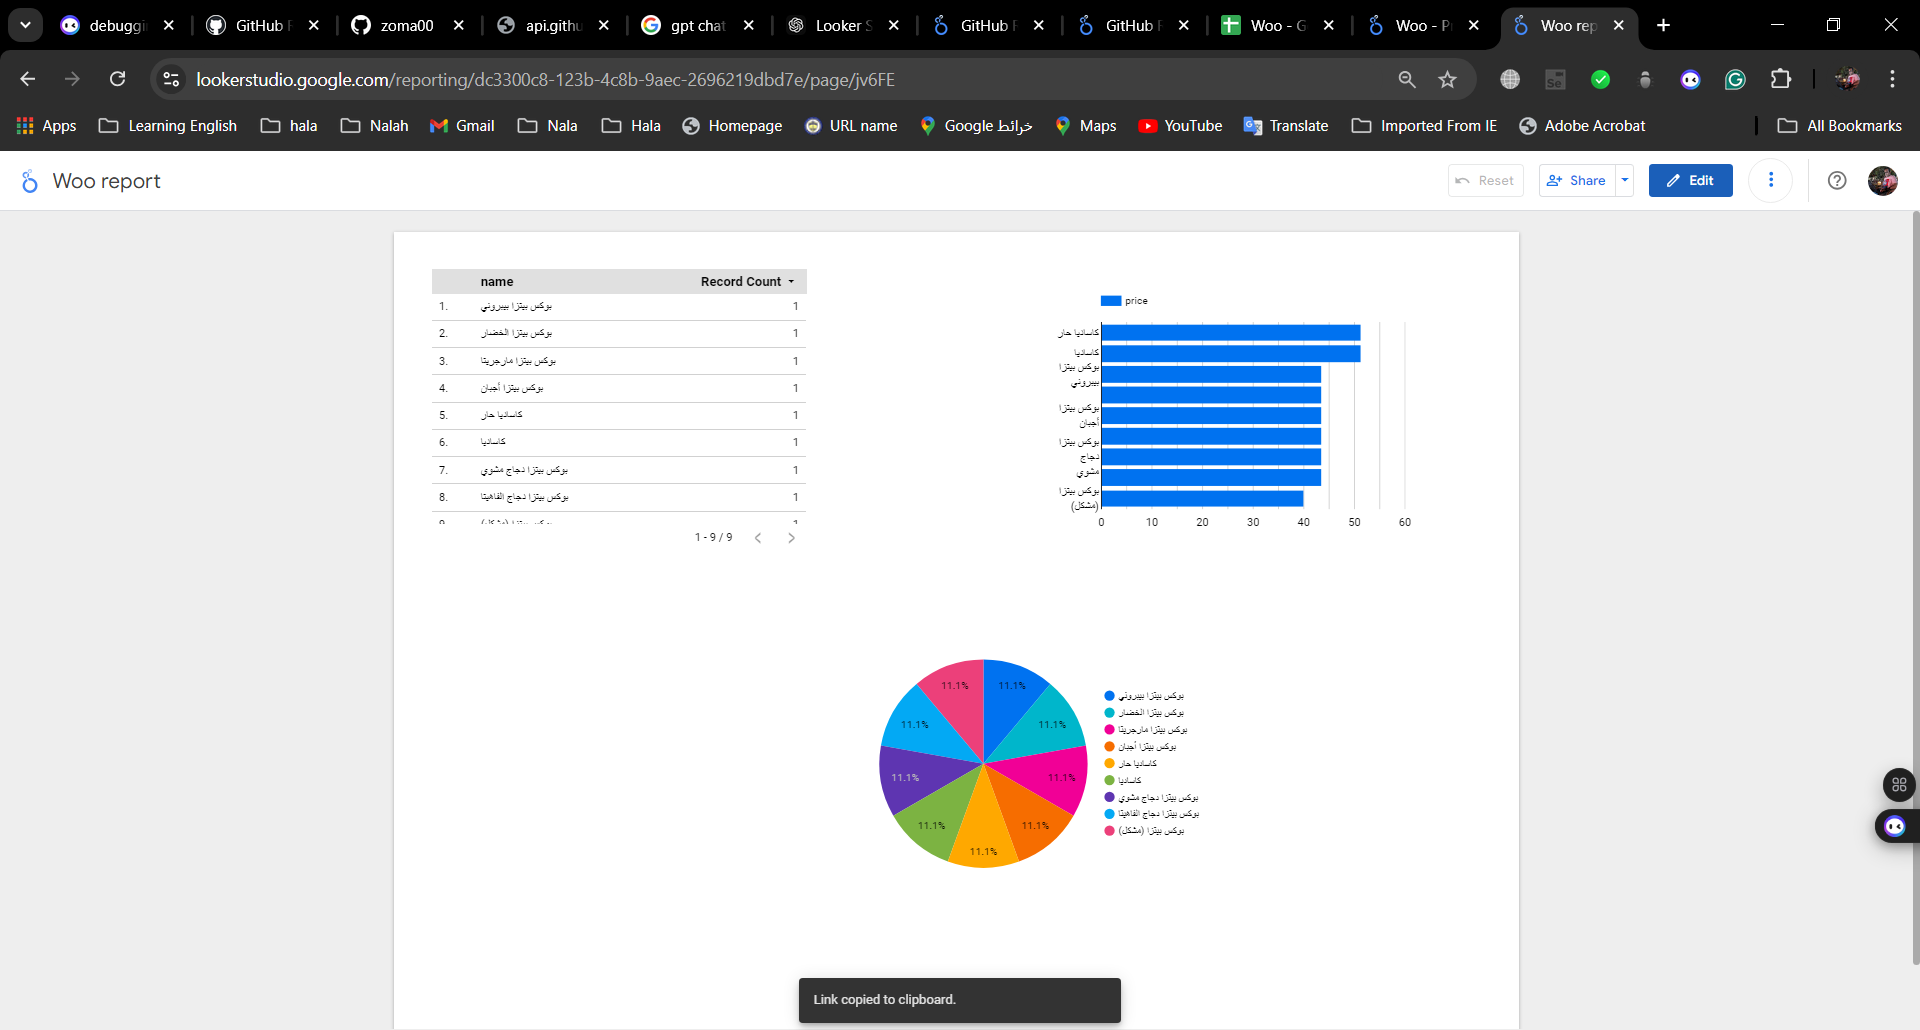 debuggi
GitHub F
zoma00
api.githu
gpt chat
Looker S
GitHub F
GitHub F
Woo - G
Woo - P
Woo rep
lookerstudio.google.com/reporting/dc3300c8-123b-4c8b-9aec-2696219dbd7e/page/jv6FE
Apps
Learning English
hala
Nalah
Gmail
Nala
Hala
Homepage
URL name
Google خرائط
Maps
YouTube
Translate
Imported From IE
Adobe Acrobat
All Bookmarks
Woo report
Reset
Share
Edit
name Record Count
1. بوكس بيتزا بيبروني 1
2. بوكس بيتزا الخضار 1
3. بوكس بيتزا مارجريتا 1
4. بوكس بيتزا أجبان 1
5. كاساديا حار 1
6. كاساديا 1
7. بوكس بيتزا دجاج مشوي 1
8. بوكس بيتزا دجاج الفاهيتا 1
9. بوكس بيتزا (مشكل) 1
1 - 9 / 9
price
كاساديا حار
كاساديا
بوكس بيتزا
بيبروني
بوكس بيتزا
أجبان
بوكس بيتزا
دجاج
مشوي
بوكس بيتزا
(مشكل)
0 10 20 30 40 50 60
11.1%
11.1%
11.1%
11.1%
11.1%
11.1%
11.1%
11.1%
11.1%
بوكس بيتزا بيبروني
بوكس بيتزا الخضار
بوكس بيتزا مارجريتا
بوكس بيتزا أجبان
كاساديا حار
كاساديا
بوكس بيتزا دجاج مشوي
بوكس بيتزا دجاج الفاهيتا
بوكس بيتزا (مشكل)
Link copied to clipboard.